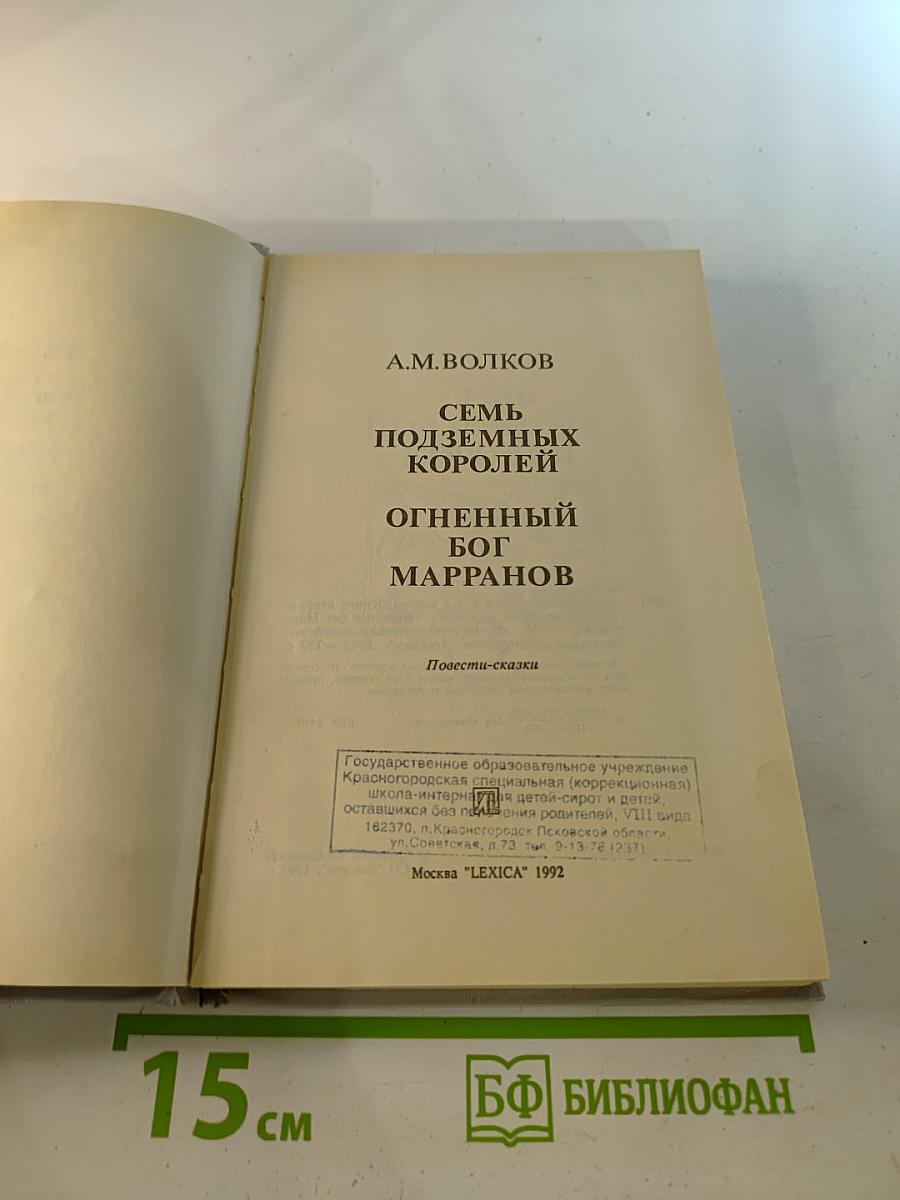 А.М.ВОЛКОВ
СЕМЬ
ПОДЗЕМНЫХ
КОРОЛЕЙ
ОГНЕННЫЙ
БОГ
МАРРАНОВ
Повести-сказки
Государственное образовательное учреждение
Красногородская специальная (коррекционная)
школа-интернат для детей-сирот и детей,
оставшихся без попечения родителей, VIII вида
182370, п.Красногородск Псковской области,
ул.Советская, д.73 тел. 9-13-78 (237)
Москва "LEXICA" 1992
15 см
БФ БИБЛИОФАН